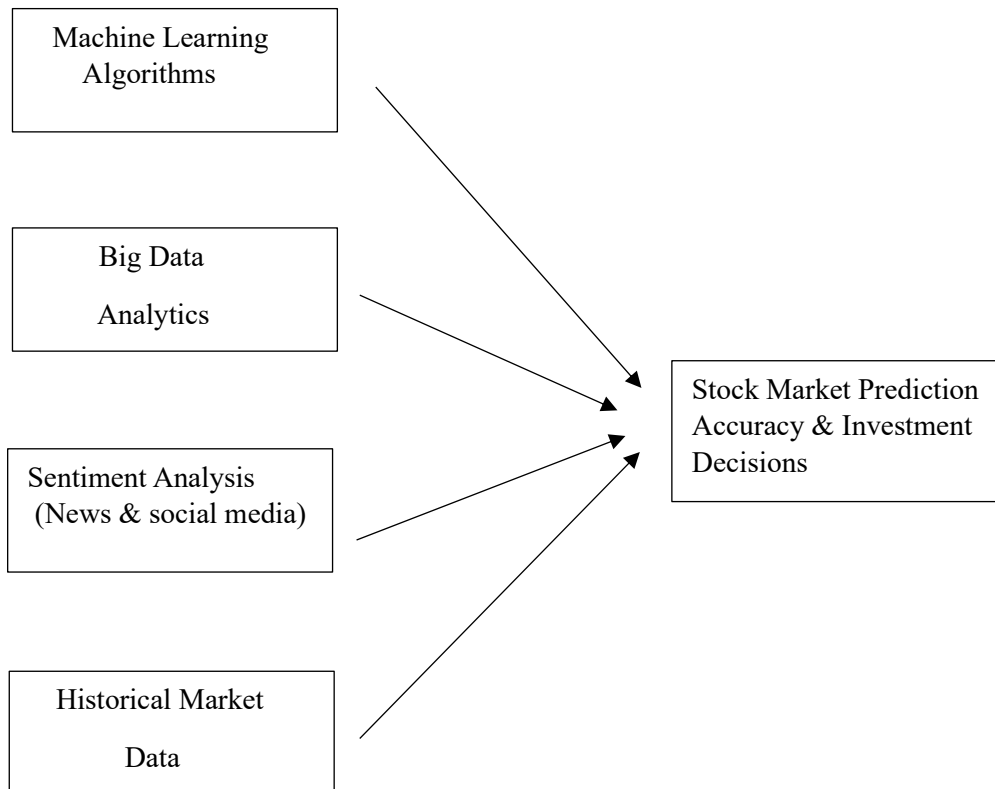 Machine Learning
Algorithms
Big Data
Analytics
Sentiment Analysis
(News & social media)
Historical Market
Data
Stock Market Prediction
Accuracy & Investment
Decisions